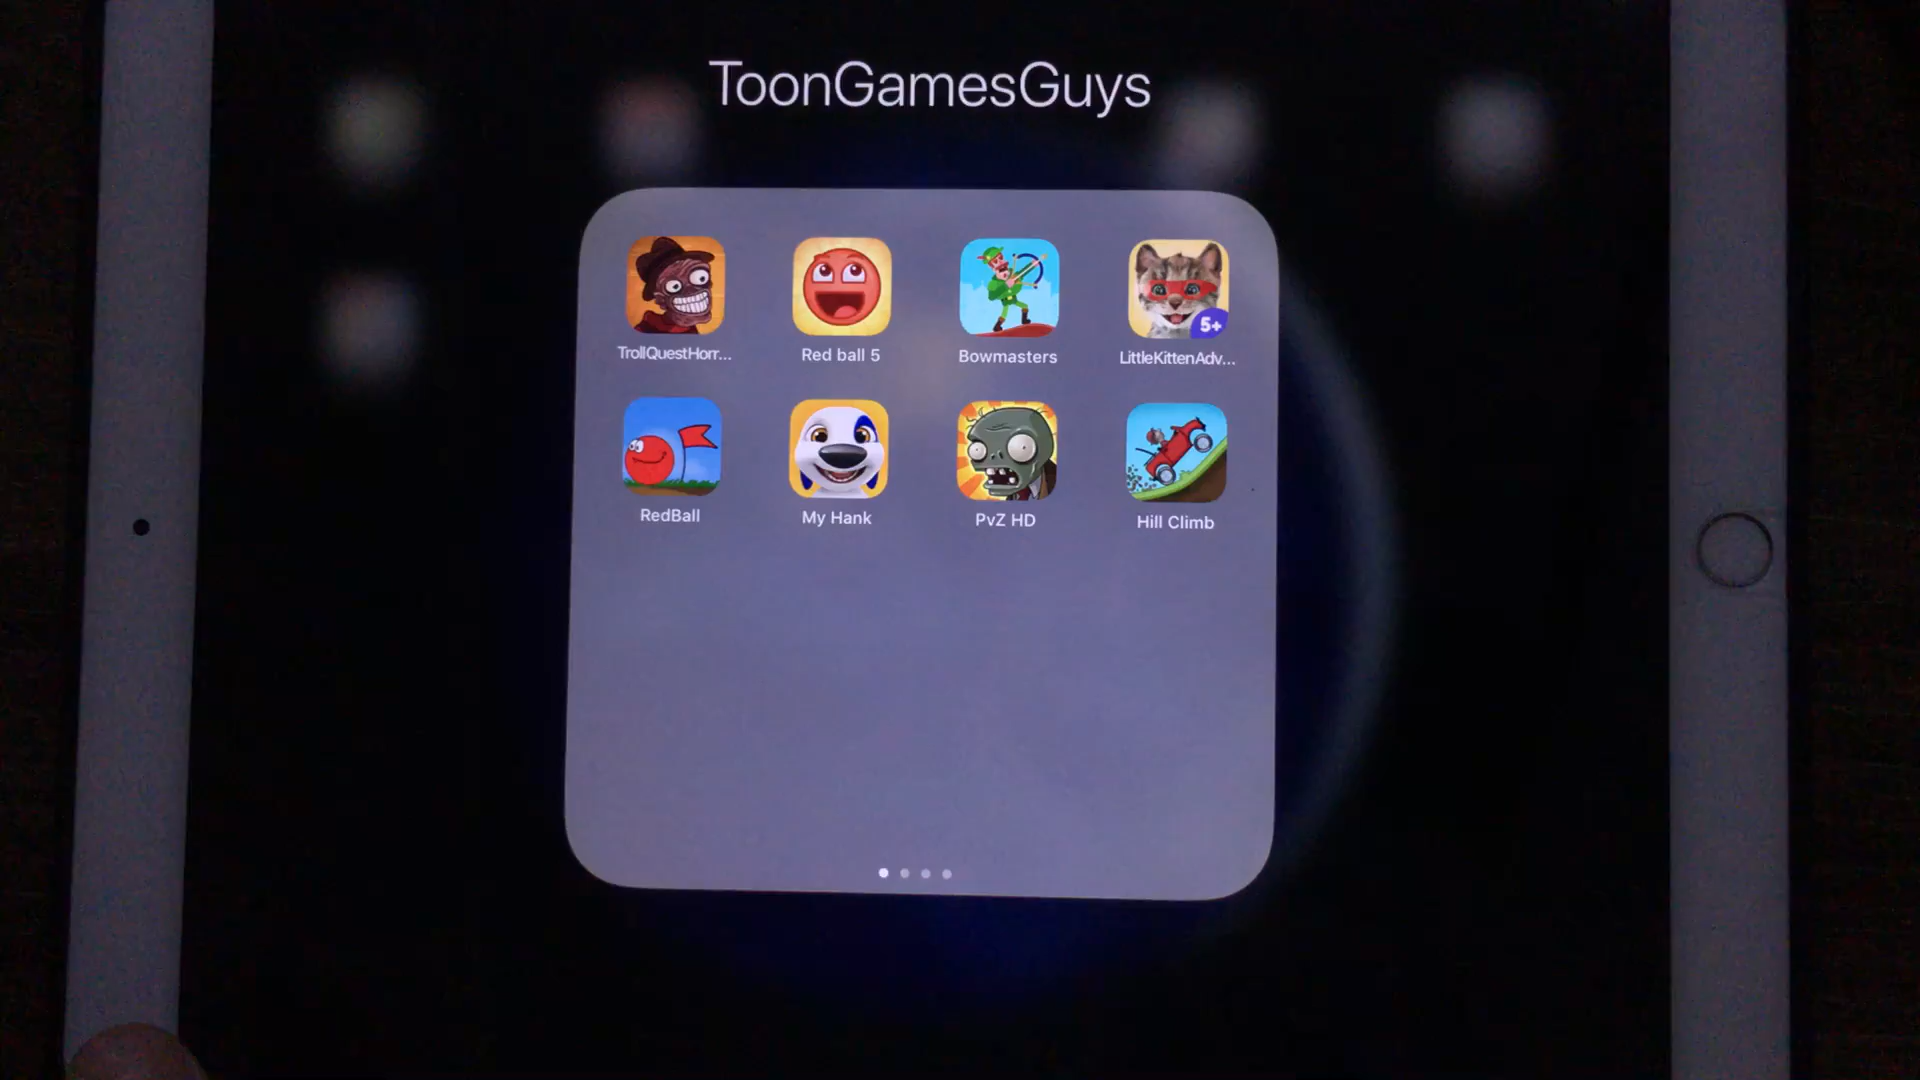 ToonGamesGuys
TrollQuestHorr...
Red ball 5
Bowmasters
LittleKittenAdv...
5+
RedBall
My Hank
PvZ HD
Hill Climb